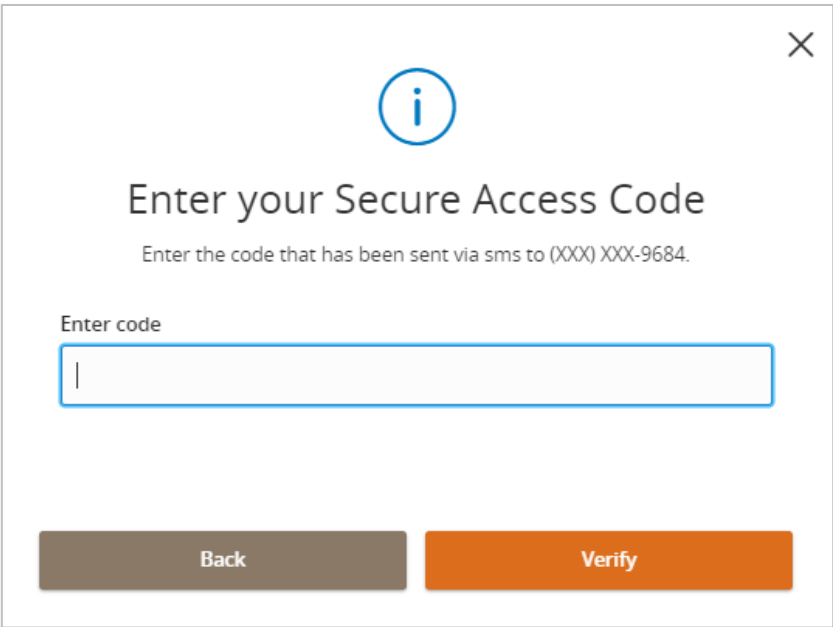 Enter your Secure Access Code
Enter the code that has been sent via sms to (XXX) XXX-9684.
Enter code
Back
Verify